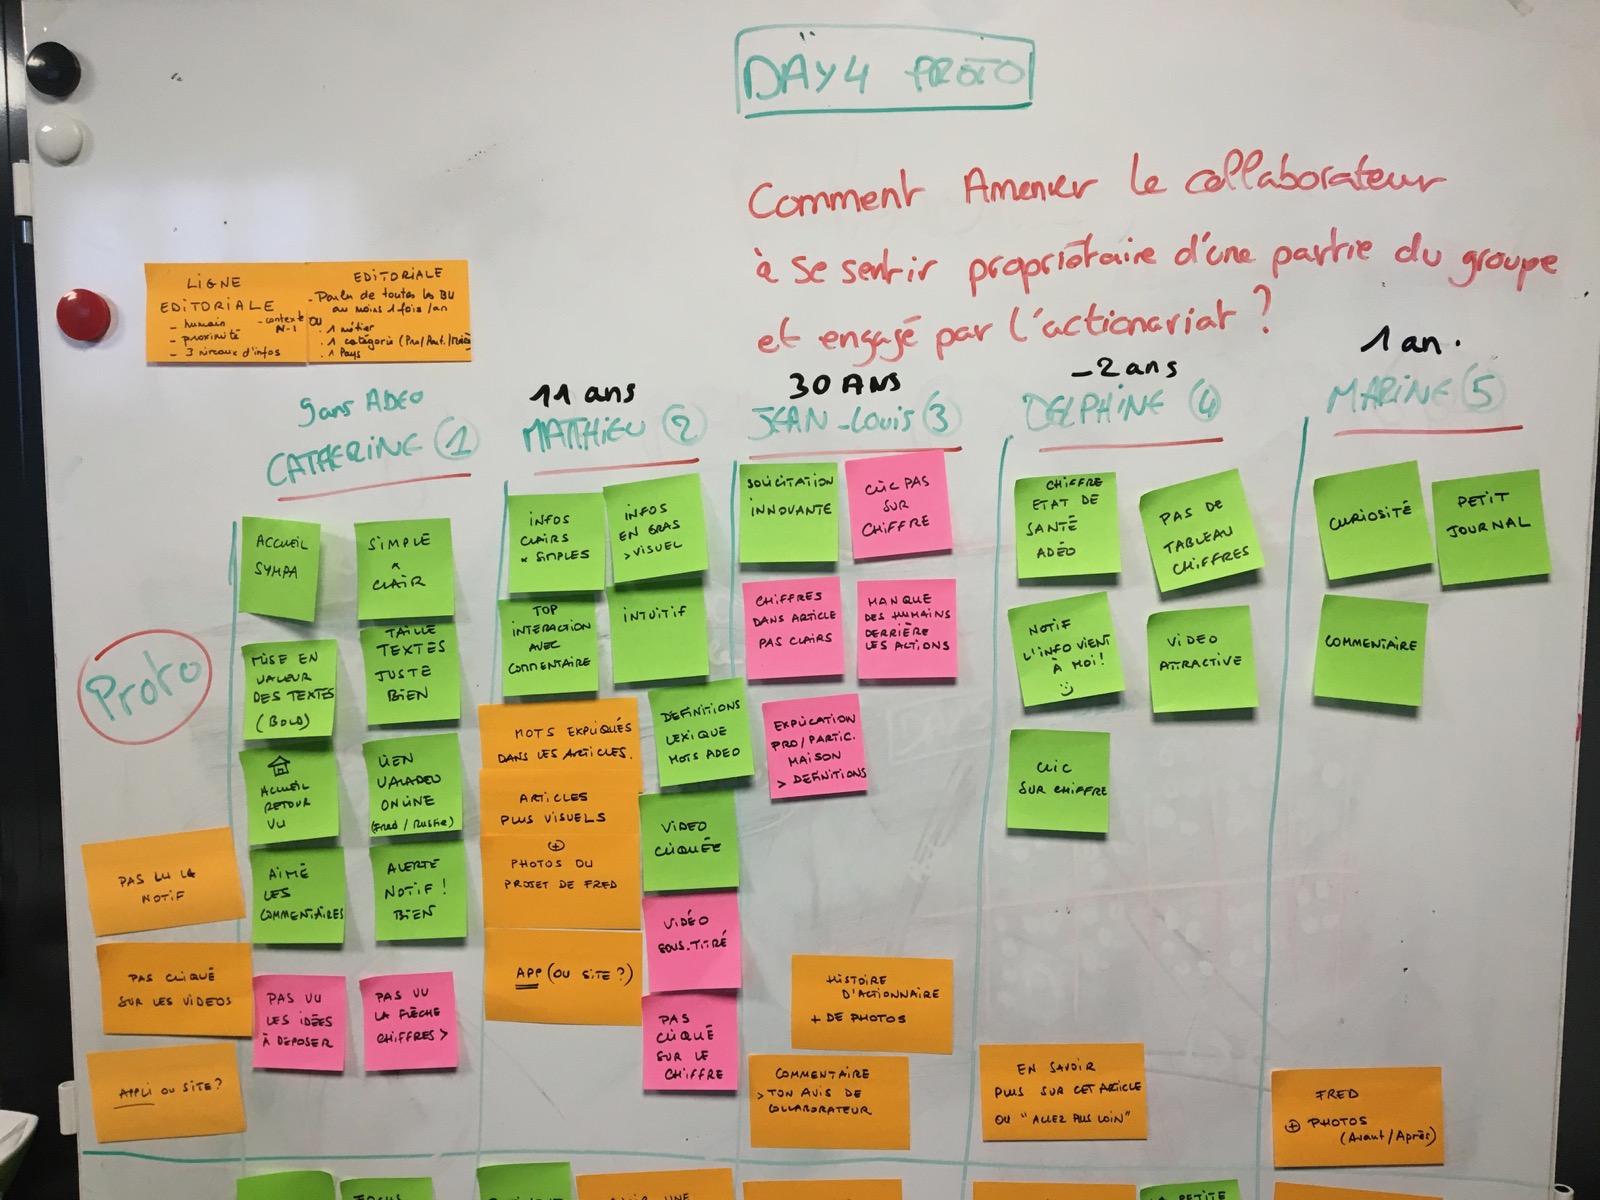 DAY4 PROTO
Comment Amener le collaborateur
à se sentir propriétaire d'une partie du groupe
et engagé par l'actionariat ?
LIGNE
EDITORIALE
- humain
- proximité
- 3 niveaux d'infos
- contexte
N-1
EDITORIALE
- Parler de toutes les BU
au moins 1 fois/an
OU
. 1 métier
. 1 catégorie (Pro/Part./
. 1 Pays
9 ans ADEO
CATHERINE (1)
11 ans
MATTHIEU (2)
30 ANS
JEAN-LOUIS (3)
-2 ans
DELPHINE (4)
1 an.
MARINE (5)
Proto
PAS LU LA
NOTIF
PAS CLIQUÉ
SUR LES VIDEOS
APPLI OU SITE?
ACCUEIL
SYMPA
SIMPLE
&
CLAIR
MISE EN
VALEUR
DES TEXTES
(BOLD)
TAILLE
TEXTES
JUSTE
BIEN
ACCUEIL
RETOUR
VU
LIEN
VALADEO
ONLINE
(Fred / Rustie)
AIMÉ
LES
COMMENTAIRES
ALERTE
NOTIF !
BIEN
PAS VU
LES IDÉES
À DEPOSER
PAS VU
LA FLÈCHE
CHIFFRES >
INFOS
CLAIRS
& SIMPLES
INFOS
EN GRAS
> VISUEL
TOP
INTERACTION
AVEC
COMMENTAIRE
INTUITIF
MOTS EXPLIQUÉS
DANS LES ARTICLES.
DEFINITIONS
LEXIQUE
MOTS ADEO
ARTICLES
PLUS VISUELS
⊕
PHOTOS DU
PROJET DE FRED
VIDEO
CLIQUÉE
APP (OU SITE ?)
VIDÉO
SOUS-TITRÉ
PAS
CLIQUÉ
SUR LE
CHIFFRE
SOLICITATION
INNOVANTE
CLIC PAS
SUR
CHIFFRE
CHIFFRES
DANS ARTICLE
PAS CLAIRS
MANQUE
DES HUMAINS
DERRIÈRE
LES ACTIONS
EXPLICATION
PRO/PARTIC.
MAISON
> DEFINITIONS
HISTOIRE
D'ACTIONNAIRE
+ DE PHOTOS
COMMENTAIRE
> TON AVIS DE
COLLABORATEUR
CHIFFRE
ETAT DE
SANTÉ
ADÉO
PAS DE
TABLEAU
CHIFFRES
NOTIF
L'INFO VIENT
À MOI !
VIDEO
ATTRACTIVE
CLIC
SUR CHIFFRE
EN SAVOIR
PLUS SUR CET ARTICLE
OU "ALLEZ PLUS LOIN"
CURIOSITÉ
PETIT
JOURNAL
COMMENTAIRE
FRED
⊕ PHOTOS
(Avant/Après)
LA PETITE